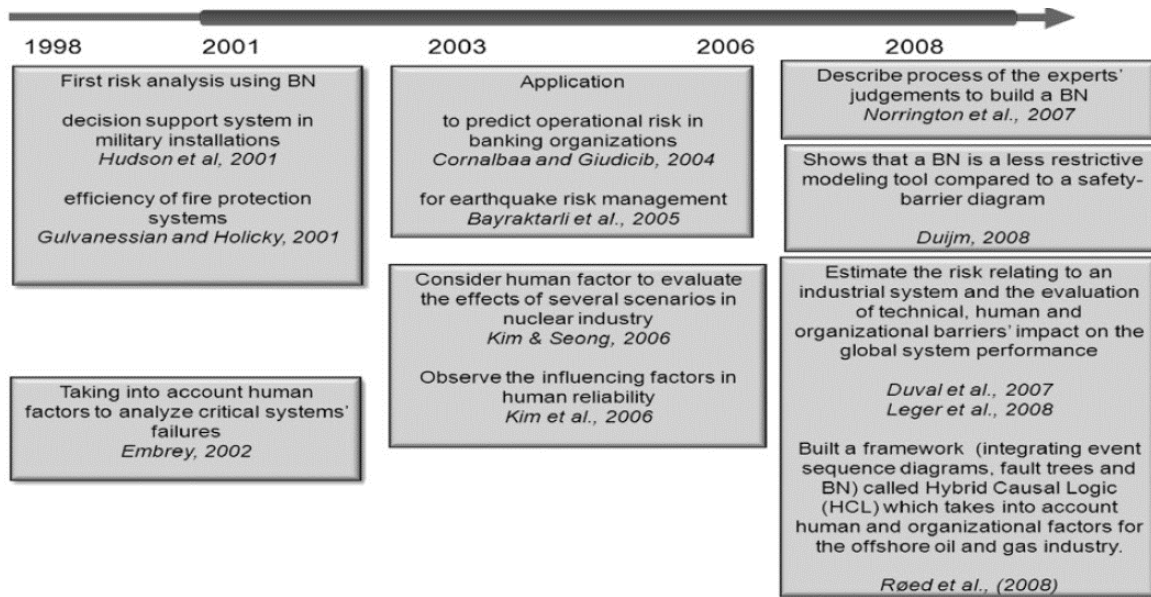 1998
2001
2003
2006
2008
First risk analysis using BN
decision support system in
military installations
Hudson et al, 2001
efficiency of fire protection
systems
Gulvanessian and Holicky, 2001
Taking into account human
factors to analyze critical systems'
failures
Embrey, 2002
Application
to predict operational risk in
banking organizations
Cornalbaa and Giudicib, 2004
for earthquake risk management
Bayraktarli et al., 2005
Consider human factor to evaluate
the effects of several scenarios in
nuclear industry
Kim & Seong, 2006
Observe the influencing factors in
human reliability
Kim et al., 2006
Describe process of the experts'
judgements to build a BN
Norrington et al., 2007
Shows that a BN is a less restrictive
modeling tool compared to a safety-
barrier diagram
Duijm, 2008
Estimate the risk relating to an
industrial system and the evaluation
of technical, human and
organizational barriers' impact on the
global system performance
Duval et al., 2007
Leger et al., 2008
Built a framework (integrating event
sequence diagrams, fault trees and
BN) called Hybrid Causal Logic
(HCL) which takes into account
human and organizational factors for
the offshore oil and gas industry.
Røed et al., (2008)